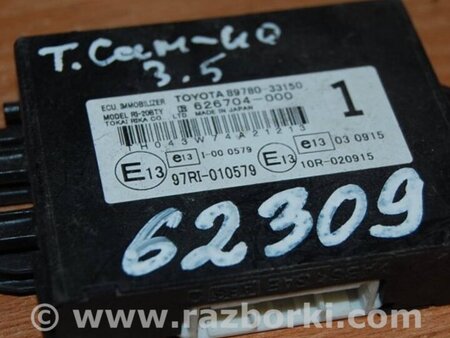 T. Cam-40
3.5
ECU IMMOBILIZER TOYOTA 89780-33150
MODEL RI-20BTY 626704-000
TOKAI RIKA CO. LTD MADE IN JAPAN
1
1H043W74A21213
E13 e13 1-00 0579 E13 e13 03 0915
97RI-010579 10R-020915
62309
www.razborki.com